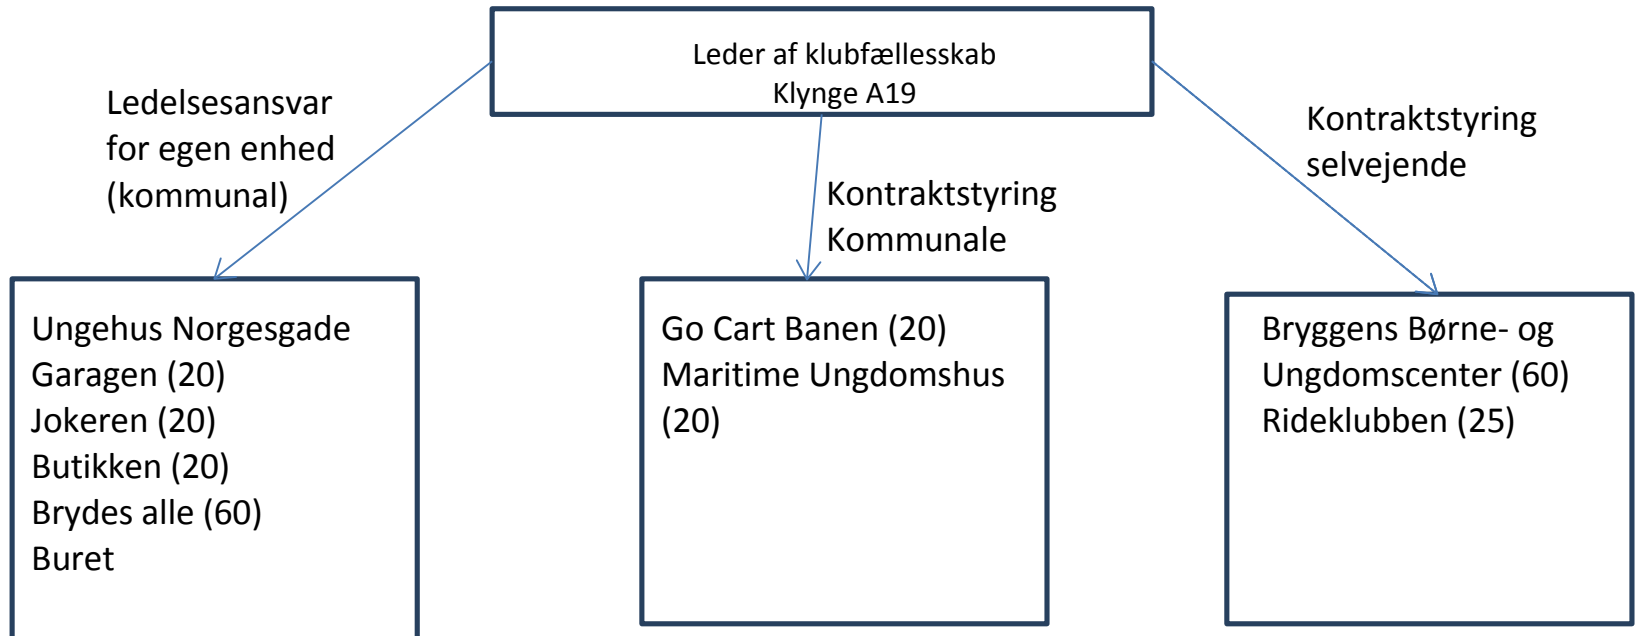 Leder af klubfællesskab
Klynge A19
Ledelsesansvar
for egen enhed
(kommunal)
Kontraktstyring
Kommunale
Kontraktstyring
selvejende
Ungehus Norgesgade
Garagen (20)
Jokeren (20)
Butikken (20)
Brydes alle (60)
Buret
Go Cart Banen (20)
Maritime Ungdomshus
(20)
Bryggens Børne- og
Ungdomscenter (60)
Rideklubben (25)